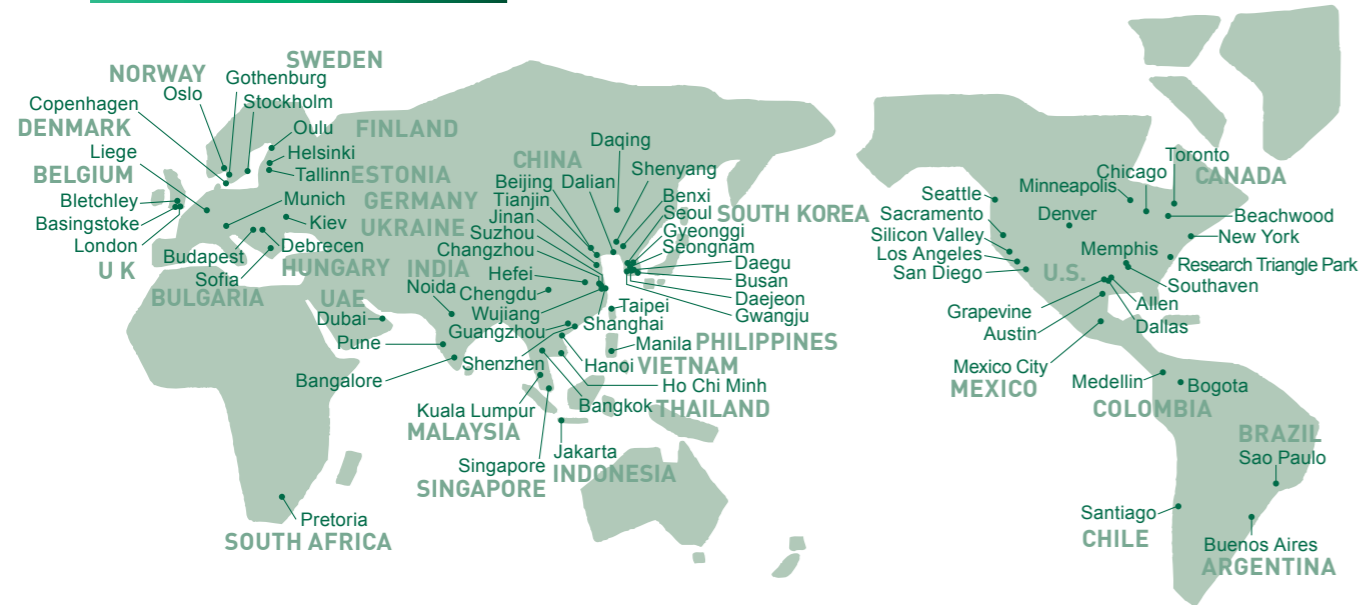 SWEDEN
NORWAY
Gothenburg
Oslo
Stockholm
Copenhagen
DENMARK
Oulu
FINLAND
Liege
Helsinki
BELGIUM
Tallinn
ESTONIA
Bletchley
Munich
GERMANY
Basingstoke
Kiev
UKRAINE
London
Debrecen
Budapest
U K
Sofia
HUNGARY
BULGARIA
UAE
Dubai
INDIA
Noida
Pune
Bangalore
CHINA
Daqing
Beijing
Dalian
Shenyang
Tianjin
Benxi
Jinan
Seoul
SOUTH KOREA
Suzhou
Gyeonggi
Changzhou
Seongnam
Hefei
Daegu
Chengdu
Busan
Wujiang
Taipei
Daejeon
Guangzhou
Shanghai
Gwangju
Shenzhen
Manila
PHILIPPINES
Hanoi
VIETNAM
Ho Chi Minh
Bangkok
THAILAND
Kuala Lumpur
MALAYSIA
Jakarta
Singapore
INDONESIA
SINGAPORE
Pretoria
SOUTH AFRICA
Toronto
Chicago
CANADA
Minneapolis
Seattle
Sacramento
Denver
Beachwood
Silicon Valley
New York
Los Angeles
Memphis
San Diego
U.S.
Research Triangle Park
Southaven
Grapevine
Allen
Austin
Dallas
Mexico City
MEXICO
Medellin
Bogota
COLOMBIA
BRAZIL
Sao Paulo
Santiago
CHILE
Buenos Aires
ARGENTINA